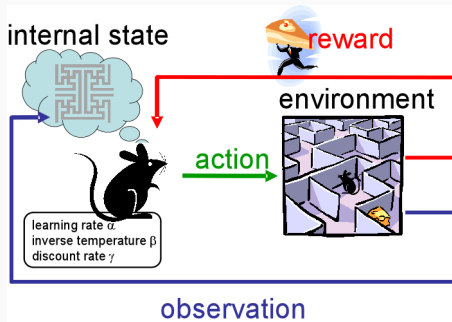 internal state
reward
environment
action
learning rate α
inverse temperature β
discount rate γ
observation